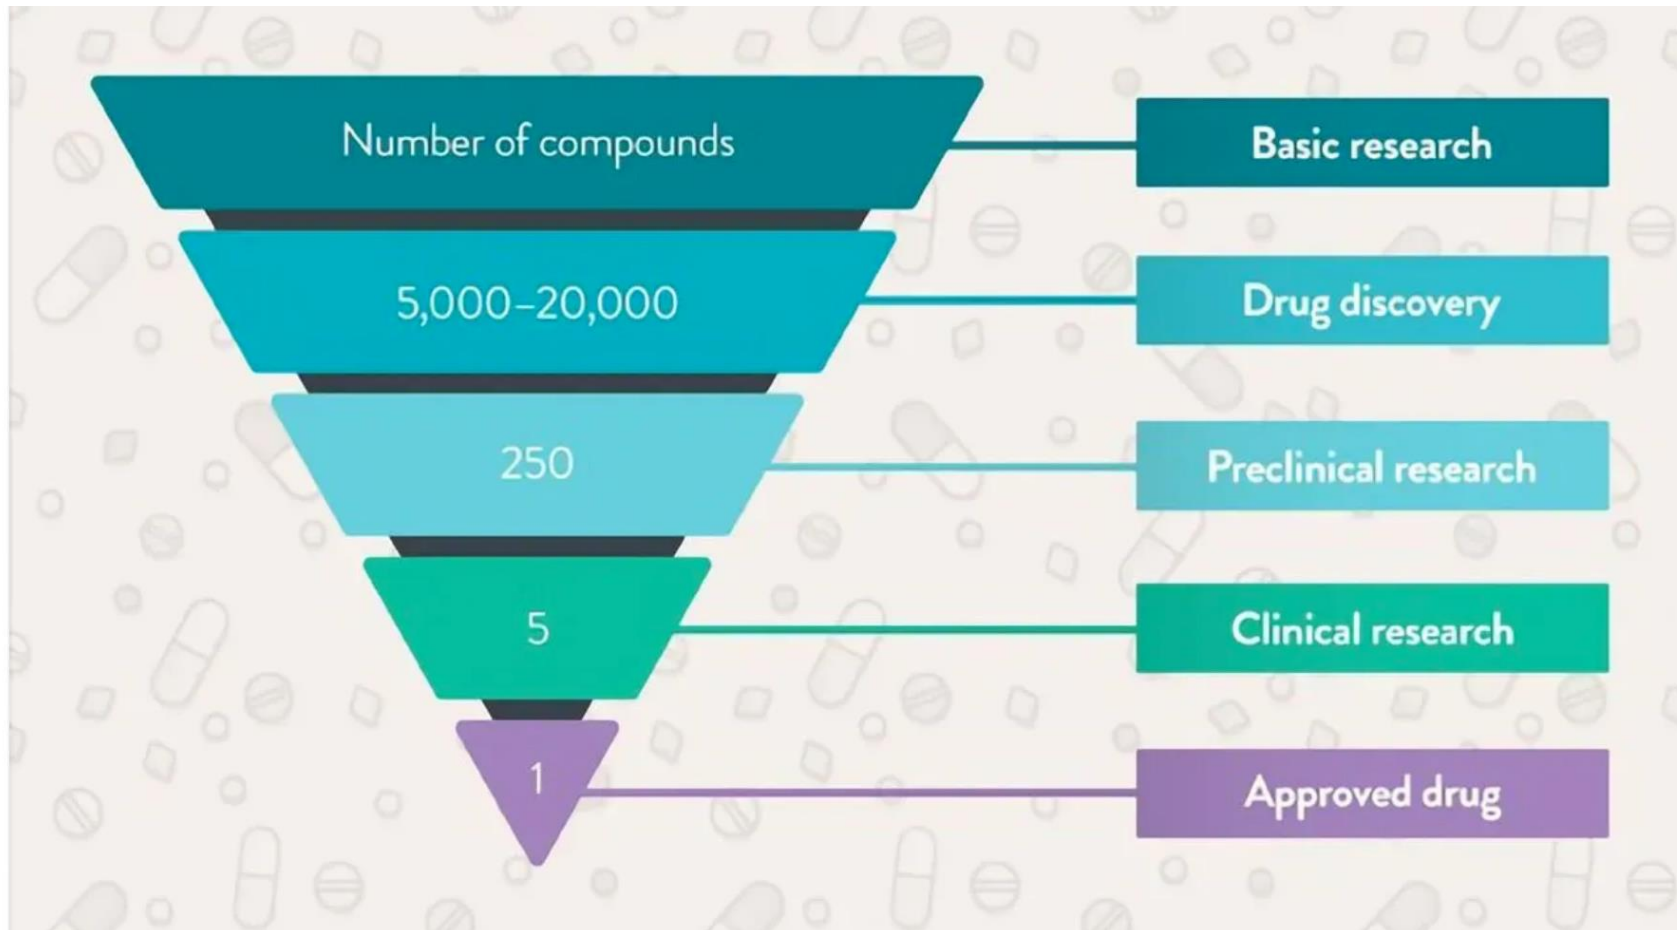 Number of compounds
Basic research
5,000–20,000
Drug discovery
250
Preclinical research
5
Clinical research
1
Approved drug